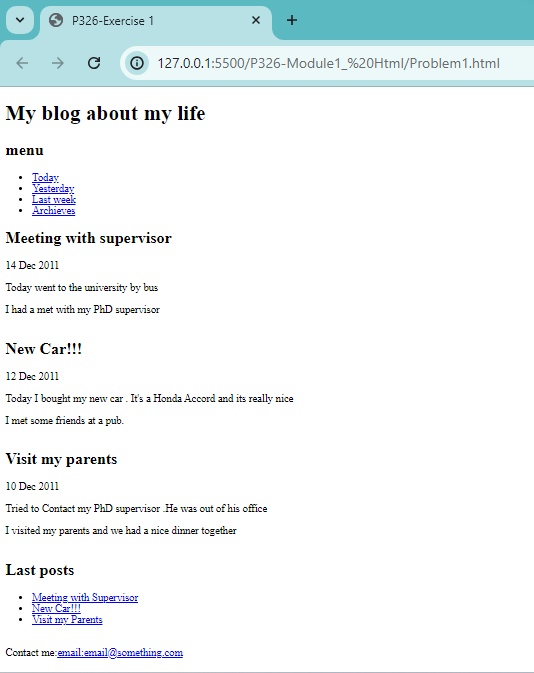 P326-Exercise 1
127.0.0.1:5500/P326-Module1_%20Html/Problem1.html
My blog about my life
menu
Today
Yesterday
Last week
Archieves
Meeting with supervisor
14 Dec 2011
Today went to the university by bus
I had a met with my PhD supervisor
New Car!!!
12 Dec 2011
Today I bought my new car . It's a Honda Accord and its really nice
I met some friends at a pub.
Visit my parents
10 Dec 2011
Tried to Contact my PhD supervisor .He was out of his office
I visited my parents and we had a nice dinner together
Last posts
Meeting with Supervisor
New Car!!!
Visit my Parents
Contact me:email:email@something.com